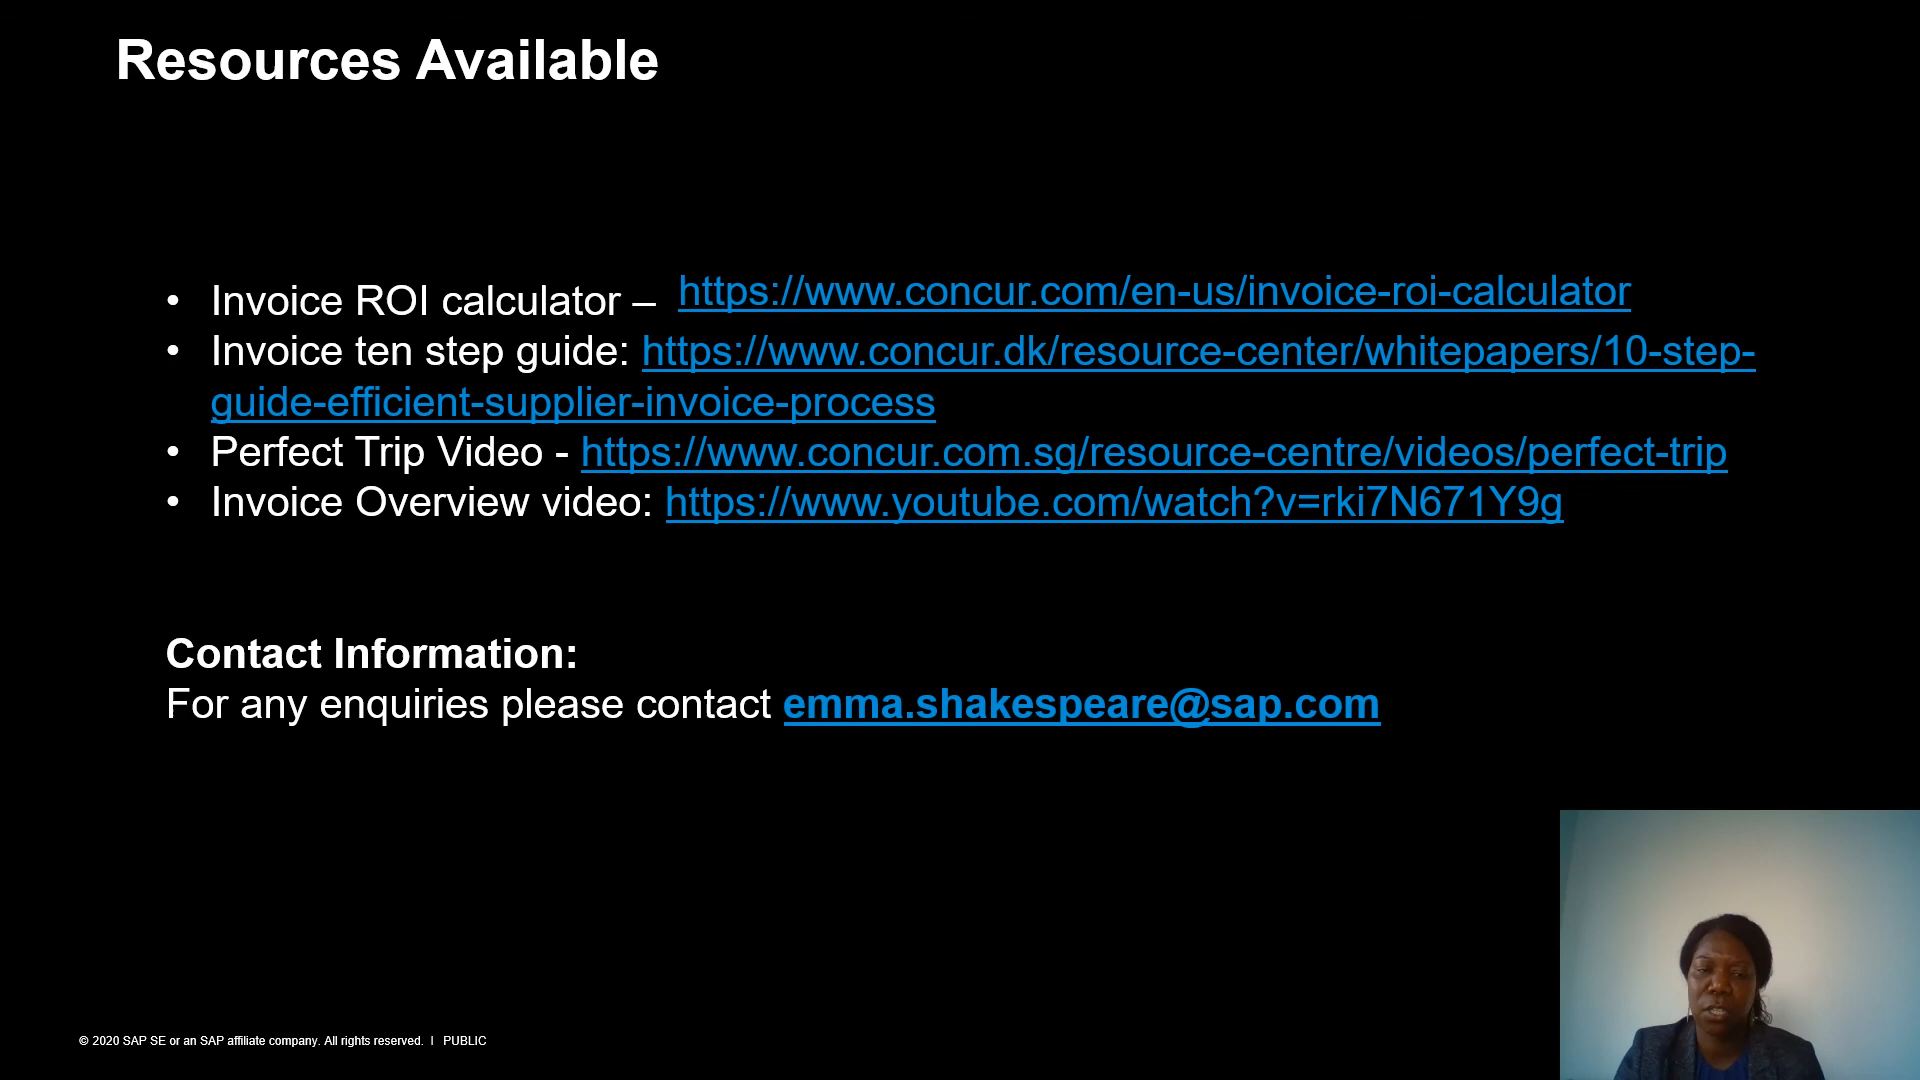 Resources Available
• Invoice ROI calculator – https://www.concur.com/en-us/invoice-roi-calculator
• Invoice ten step guide: https://www.concur.dk/resource-center/whitepapers/10-step-
guide-efficient-supplier-invoice-process
• Perfect Trip Video - https://www.concur.com.sg/resource-centre/videos/perfect-trip
• Invoice Overview video: https://www.youtube.com/watch?v=rki7N671Y9g
Contact Information:
For any enquiries please contact emma.shakespeare@sap.com
© 2020 SAP SE or an SAP affiliate company. All rights reserved. I PUBLIC